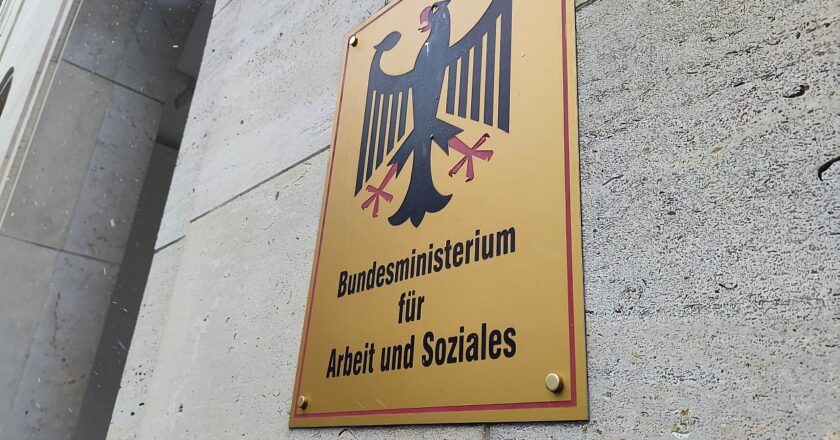 Bundesministerium
für
Arbeit und Soziales